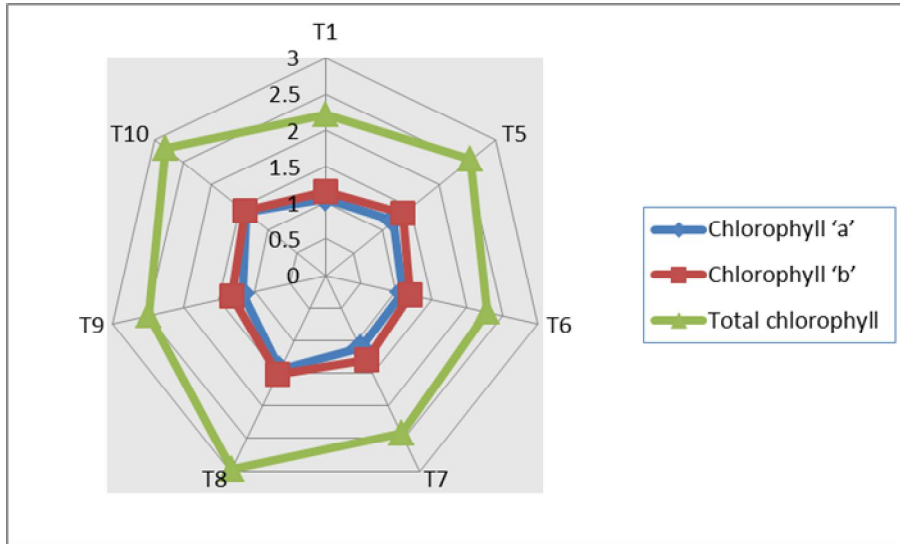 T1
3
2.5
2
1.5
1
0.5
0
T5
T6
T7
T8
T9
T10
Chlorophyll ‘a’
Chlorophyll ‘b’
Total chlorophyll